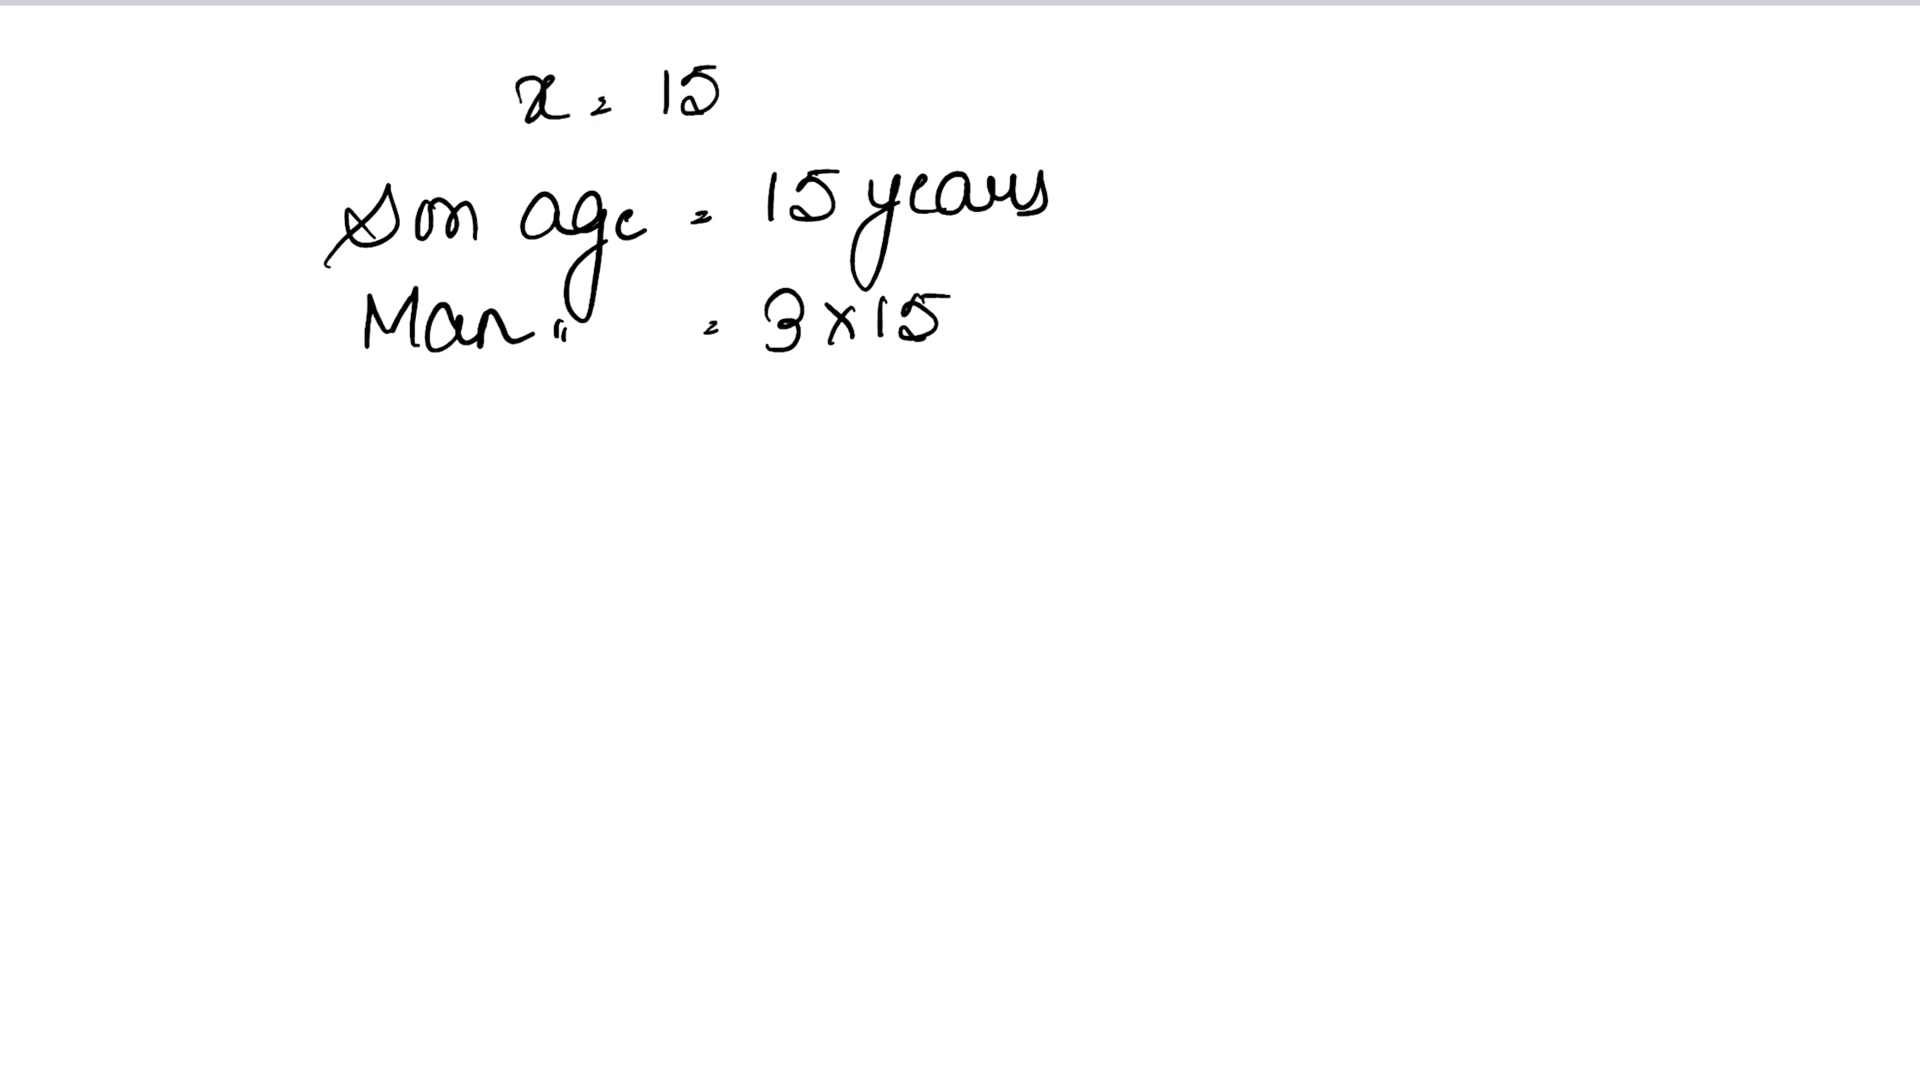 x = 15
Son age = 15 years
Man " = 3 × 15